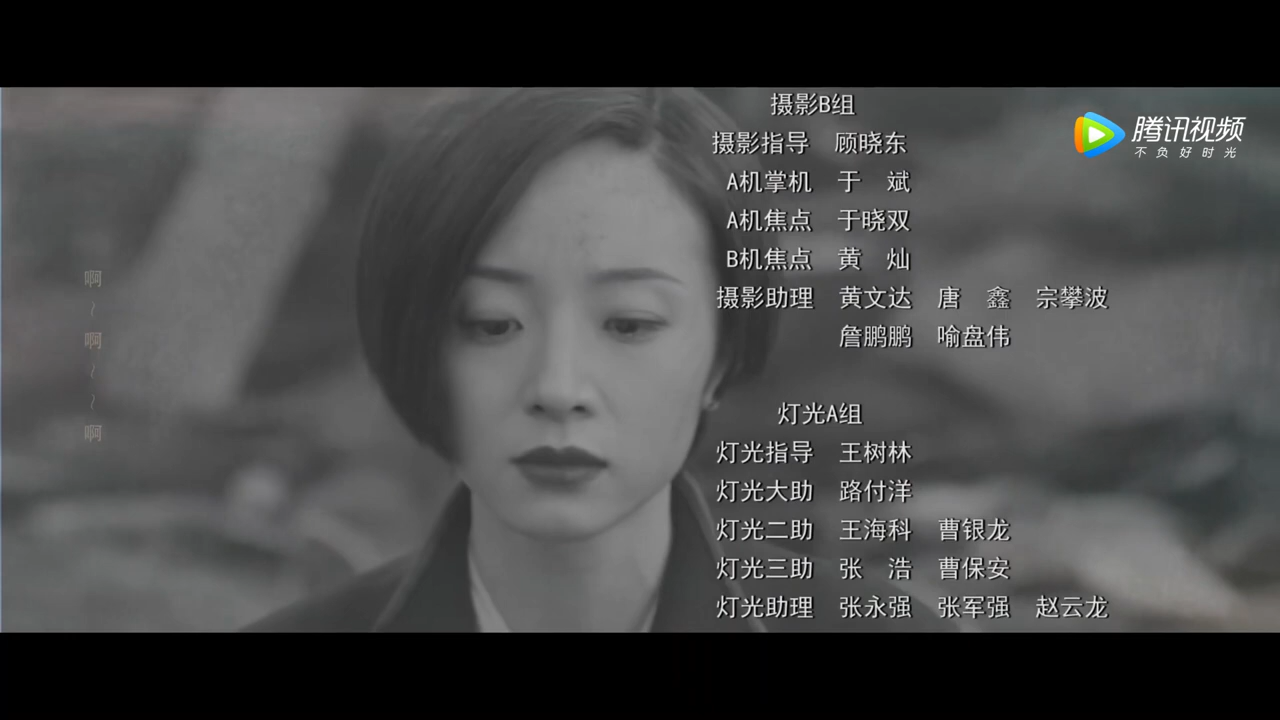 摄影B组
摄影指导 顾晓东
A机掌机 于 斌
A机焦点 于晓双
B机焦点 黄 灿
摄影助理 黄文达 唐 鑫 宗攀波
詹鹏鹏 喻盘伟
灯光A组
灯光指导 王树林
灯光大助 路付洋
灯光二助 王海科 曹银龙
灯光三助 张 浩 曹保安
灯光助理 张永强 张军强 赵云龙
腾讯视频
不负好时光
啊~啊~~啊